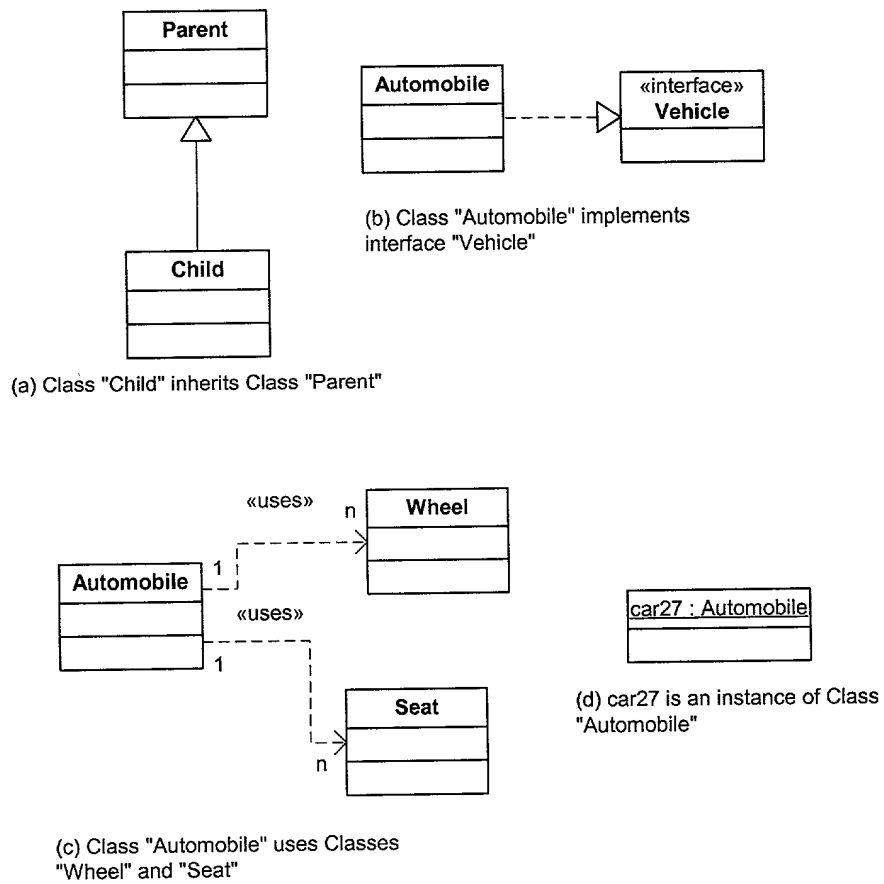 Parent
Child
(a) Class "Child" inherits Class "Parent"
Automobile
«interface»
Vehicle
(b) Class "Automobile" implements
interface "Vehicle"
«uses»
n
Wheel
Automobile
1
«uses»
1
Seat
n
(c) Class "Automobile" uses Classes
"Wheel" and "Seat"
car27 : Automobile
(d) car27 is an instance of Class
"Automobile"